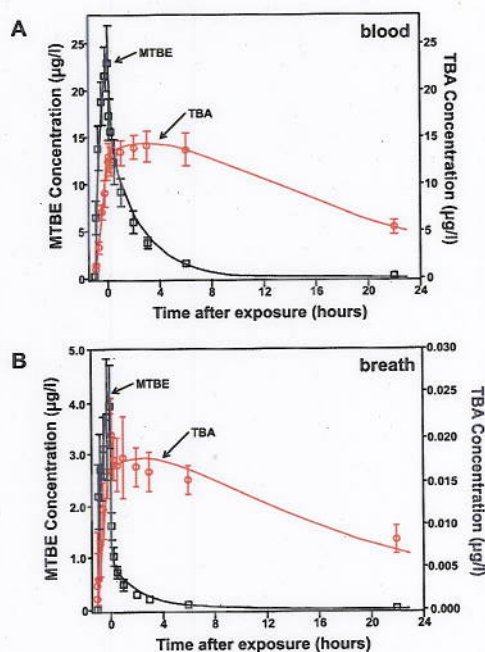 A
blood
MTBE
TBA
MTBE Concentration (µg/l)
25
20
15
10
5
0
TBA Concentration (µg/l)
25
20
15
10
5
0
0 4 8 12 16 20 24
Time after exposure (hours)
B
breath
MTBE
TBA
MTBE Concentration (µg/l)
5.0
4.0
3.0
2.0
1.0
0
TBA Concentration (µg/l)
0.030
0.025
0.020
0.015
0.010
0.005
0.000
0 4 8 12 16 20 24
Time after exposure (hours)